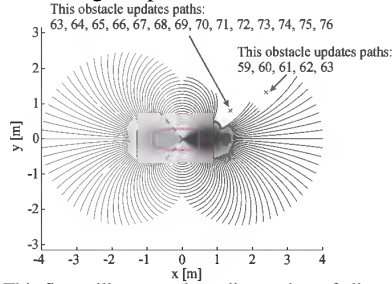 This obstacle updates paths:
63, 64, 65, 66, 67, 68, 69, 70, 71, 72, 73, 74, 75, 76
This obstacle updates paths:
59, 60, 61, 62, 63
3
2
1
0
-1
-2
-3
y [m]
-4 -3 -2 -1 0 1 2 3 4
x [m]